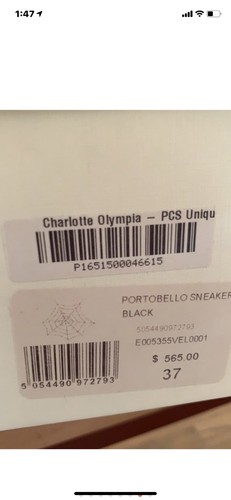 1:47
Charlotte Olympia – PCS Uniqu
P1651500046615
PORTOBELLO SNEAKER
BLACK
5054490972793
E005355VEL0001
$ 565.00
37
5 054490 972793